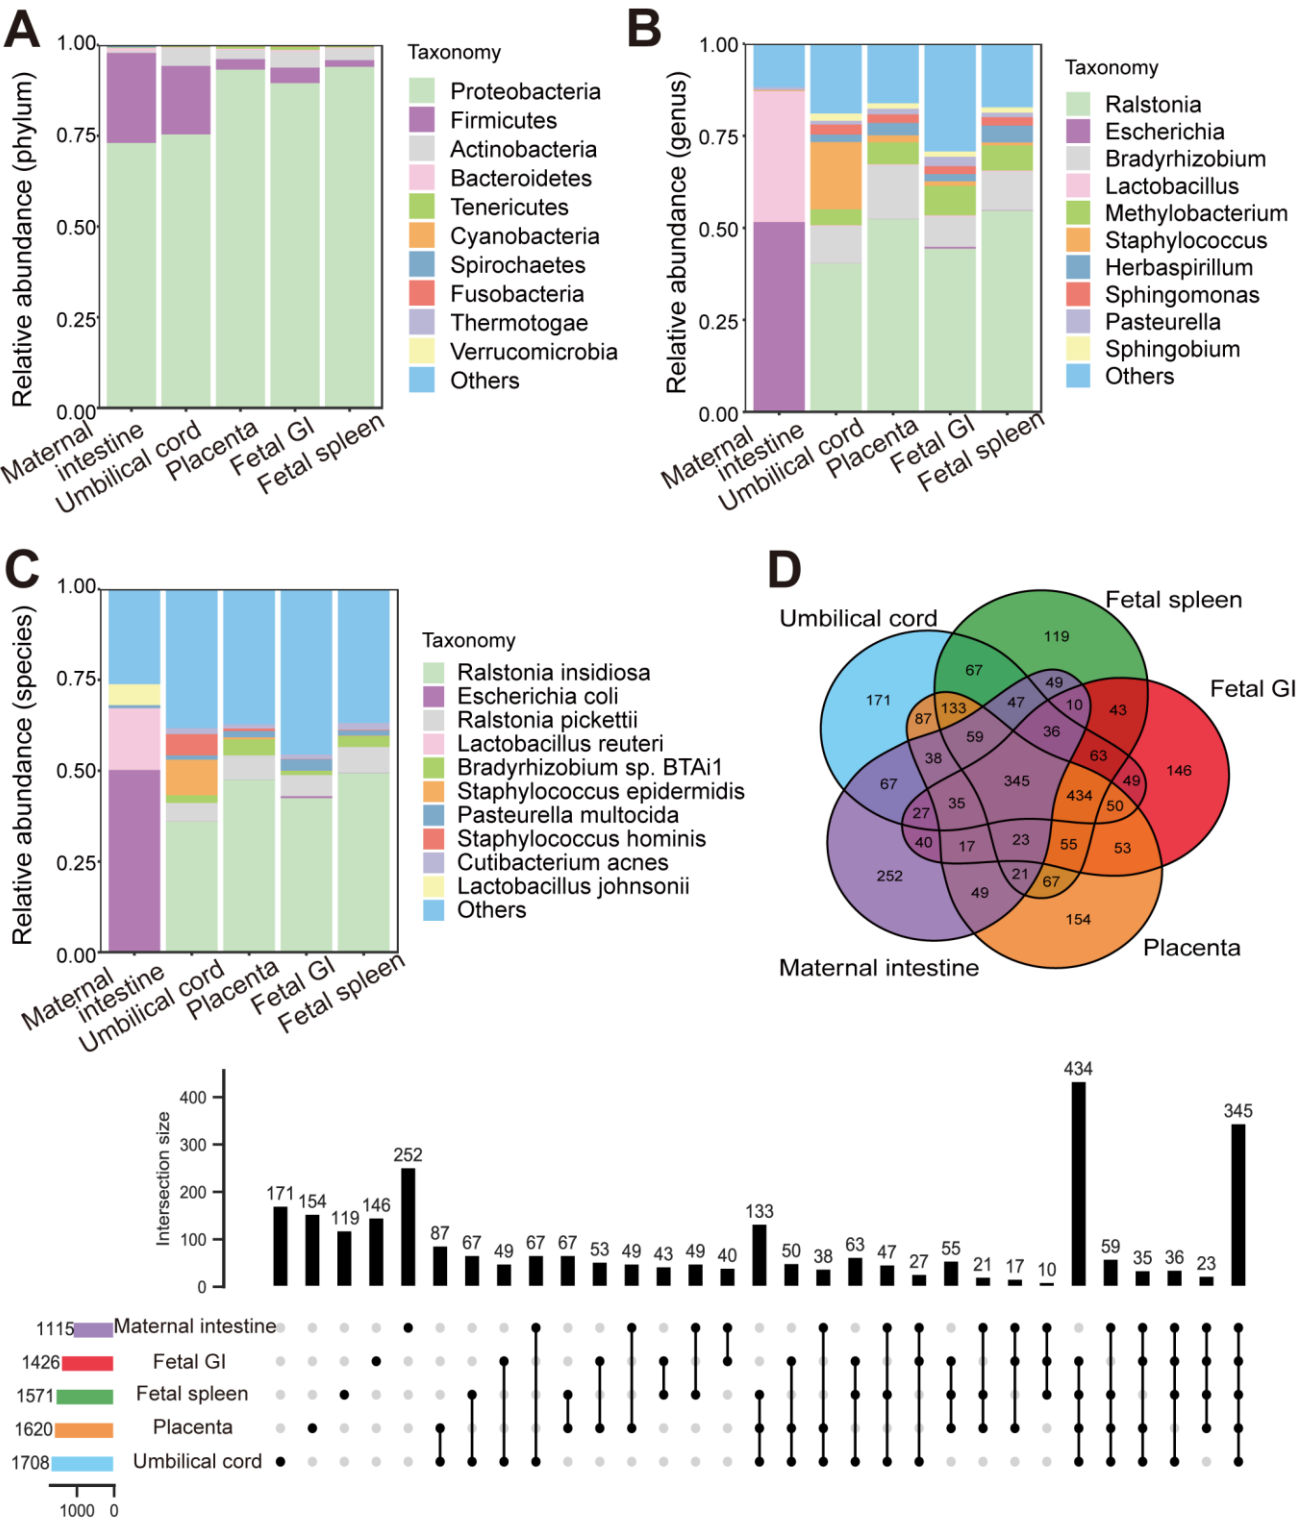 A
Relative abundance (phylum)
1.00
0.75
0.50
0.25
0.00
Maternal
intestine
Umbilical cord
Placenta
Fetal GI
Fetal spleen
Taxonomy
Proteobacteria
Firmicutes
Actinobacteria
Bacteroidetes
Tenericutes
Cyanobacteria
Spirochaetes
Fusobacteria
Thermotogae
Verrucomicrobia
Others
B
Relative abundance (genus)
1.00
0.75
0.50
0.25
0.00
Maternal
intestine
Umbilical cord
Placenta
Fetal GI
Fetal spleen
Taxonomy
Ralstonia
Escherichia
Bradyrhizobium
Lactobacillus
Methylobacterium
Staphylococcus
Herbaspirillum
Sphingomonas
Pasteurella
Sphingobium
Others
C
Relative abundance (species)
1.00
0.75
0.50
0.25
0.00
Maternal
intestine
Umbilical cord
Placenta
Fetal GI
Fetal spleen
Taxonomy
Ralstonia insidiosa
Escherichia coli
Ralstonia pickettii
Lactobacillus reuteri
Bradyrhizobium sp. BTAi1
Staphylococcus epidermidis
Pasteurella multocida
Staphylococcus hominis
Cutibacterium acnes
Lactobacillus johnsonii
Others
D
Fetal spleen
Umbilical cord
Fetal GI
Placenta
Maternal intestine
119
67
49
171
47
10
43
87
133
36
59
38
63
146
67
345
49
434
50
35
27
40
17
23
55
53
252
21
67
49
154
Intersection size
400
300
200
100
0
171 154 119 146 252 87 67 49 67 67 53 49 43 49 40 133 50 38 63 47 27 55 21 17 10 434 59 35 36 23 345
1115 Maternal intestine
1426 Fetal GI
1571 Fetal spleen
1620 Placenta
1708 Umbilical cord
1000 0